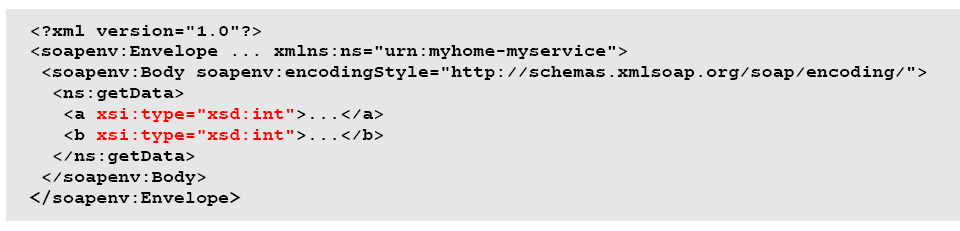 <?xml version="1.0"?>
<soapenv:Envelope ... xmlns:ns="urn:myhome-myservice">
<soapenv:Body soapenv:encodingStyle="http://schemas.xmlsoap.org/soap/encoding/">
<ns:getData>
<a xsi:type="xsd:int">...</a>
<b xsi:type="xsd:int">...</b>
</ns:getData>
</soapenv:Body>
</soapenv:Envelope>